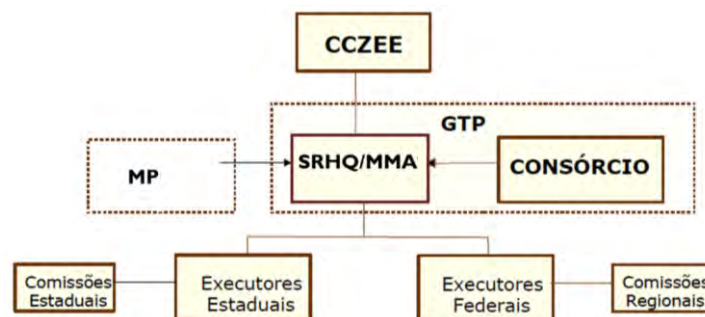 CCZEE
GTP
MP
SRHQ/MMA
CONSÓRCIO
Comissões
Estaduais
Executores
Estaduais
Executores
Federais
Comissões
Regionais